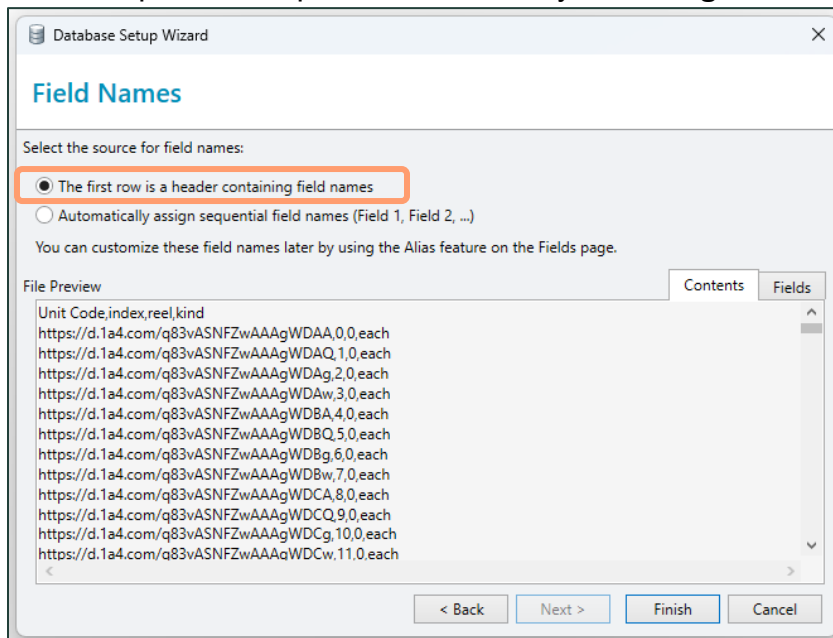 Database Setup Wizard
Field Names
Select the source for field names:
The first row is a header containing field names
Automatically assign sequential field names (Field 1, Field 2, ...)
You can customize these field names later by using the Alias feature on the Fields page.
File Preview
Contents
Fields
Unit Code,index,reel,kind
https://d.1a4.com/q83vASNFZwAAAgWDAA,0,0,each
https://d.1a4.com/q83vASNFZwAAAgWDAQ,1,0,each
https://d.1a4.com/q83vASNFZwAAAgWDAg,2,0,each
https://d.1a4.com/q83vASNFZwAAAgWDAw,3,0,each
https://d.1a4.com/q83vASNFZwAAAgWDBA,4,0,each
https://d.1a4.com/q83vASNFZwAAAgWDBQ,5,0,each
https://d.1a4.com/q83vASNFZwAAAgWDBg,6,0,each
https://d.1a4.com/q83vASNFZwAAAgWDBw,7,0,each
https://d.1a4.com/q83vASNFZwAAAgWDCA,8,0,each
https://d.1a4.com/q83vASNFZwAAAgWDCQ,9,0,each
https://d.1a4.com/q83vASNFZwAAAgWDCg,10,0,each
https://d.1a4.com/q83vASNFZwAAAgWDCw,11,0,each
< Back
Next >
Finish
Cancel